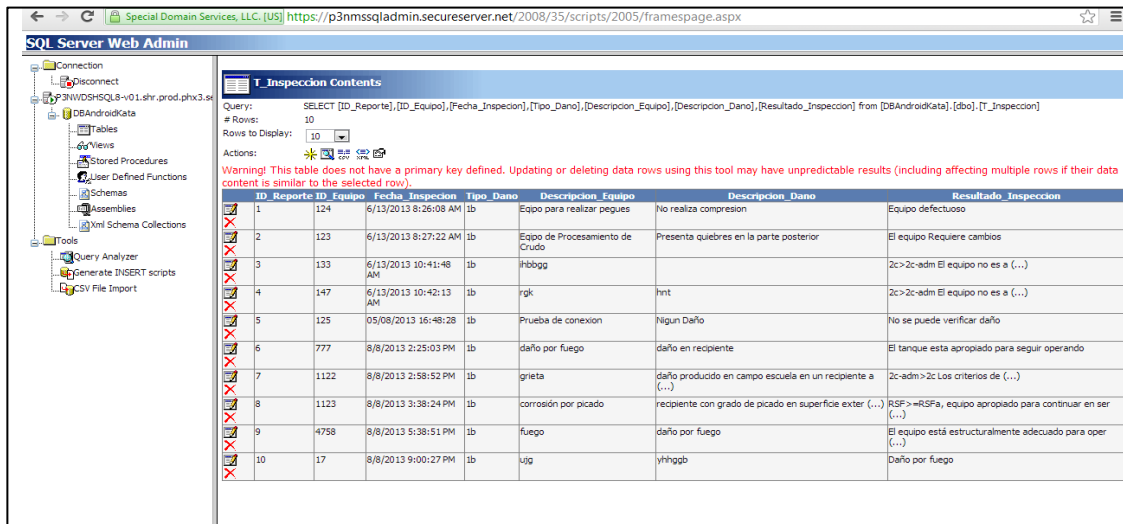 Special Domain Services, LLC. [US] https://p3nmssqladmin.secureserver.net/2008/35/scripts/2005/framespage.aspx
SQL Server Web Admin
Connection
Disconnect
P3NWDSHSQL8-v01.shr.prod.phx3.se
DBAndroidKata
Tables
Views
Stored Procedures
User Defined Functions
Schemas
Assemblies
Xml Schema Collections
Tools
Query Analyzer
Generate INSERT scripts
CSV File Import
T_Inspeccion Contents
Query: SELECT [ID_Reporte],[ID_Equipo],[Fecha_Inspecion],[Tipo_Dano],[Descripcion_Equipo],[Descripcion_Dano],[Resultado_Inspeccion] from [DBAndroidKata].[dbo].[T_Inspeccion]
# Rows: 10
Rows to Display: 10
Actions:
Warning! This table does not have a primary key defined. Updating or deleting data rows using this tool may have unpredictable results (including affecting multiple rows if their data
content is similar to the selected row).
ID_Reporte ID_Equipo Fecha_Inspecion Tipo_Dano Descripcion_Equipo Descripcion_Dano Resultado_Inspeccion
1 124 6/13/2013 8:26:08 AM 1b Eqipo para realizar pegues No realiza compresion Equipo defectuoso
2 123 6/13/2013 8:27:22 AM 1b Eqipo de Procesamiento de Presenta quiebres en la parte posterior El equipo Requiere cambios
Crudo
3 133 6/13/2013 10:41:48 1b ihbbgg 2c>2c-adm El equipo no es a (...)
AM
4 147 6/13/2013 10:42:13 1b rgk hnt 2c>2c-adm El equipo no es a (...)
AM
5 125 05/08/2013 16:48:28 1b Prueba de conexion Nigun Daño No se puede verificar daño
6 777 8/8/2013 2:25:03 PM 1b daño por fuego daño en recipiente El tanque esta apropiado para seguir operando
7 1122 8/8/2013 2:58:52 PM 1b grieta daño producido en campo escuela en un recipiente a 2c-adm>2c Los criterios de (...)
(...)
8 1123 8/8/2013 3:38:24 PM 1b corrosión por picado recipiente con grado de picado en superficie exter (...) RSF>=RSFa, equipo apropiado para continuar en ser
(...)
9 4758 8/8/2013 5:38:51 PM 1b fuego daño por fuego El equipo está estructuralmente adecuado para oper
(...)
10 17 8/8/2013 9:00:27 PM 1b ujg yhhggb Daño por fuego